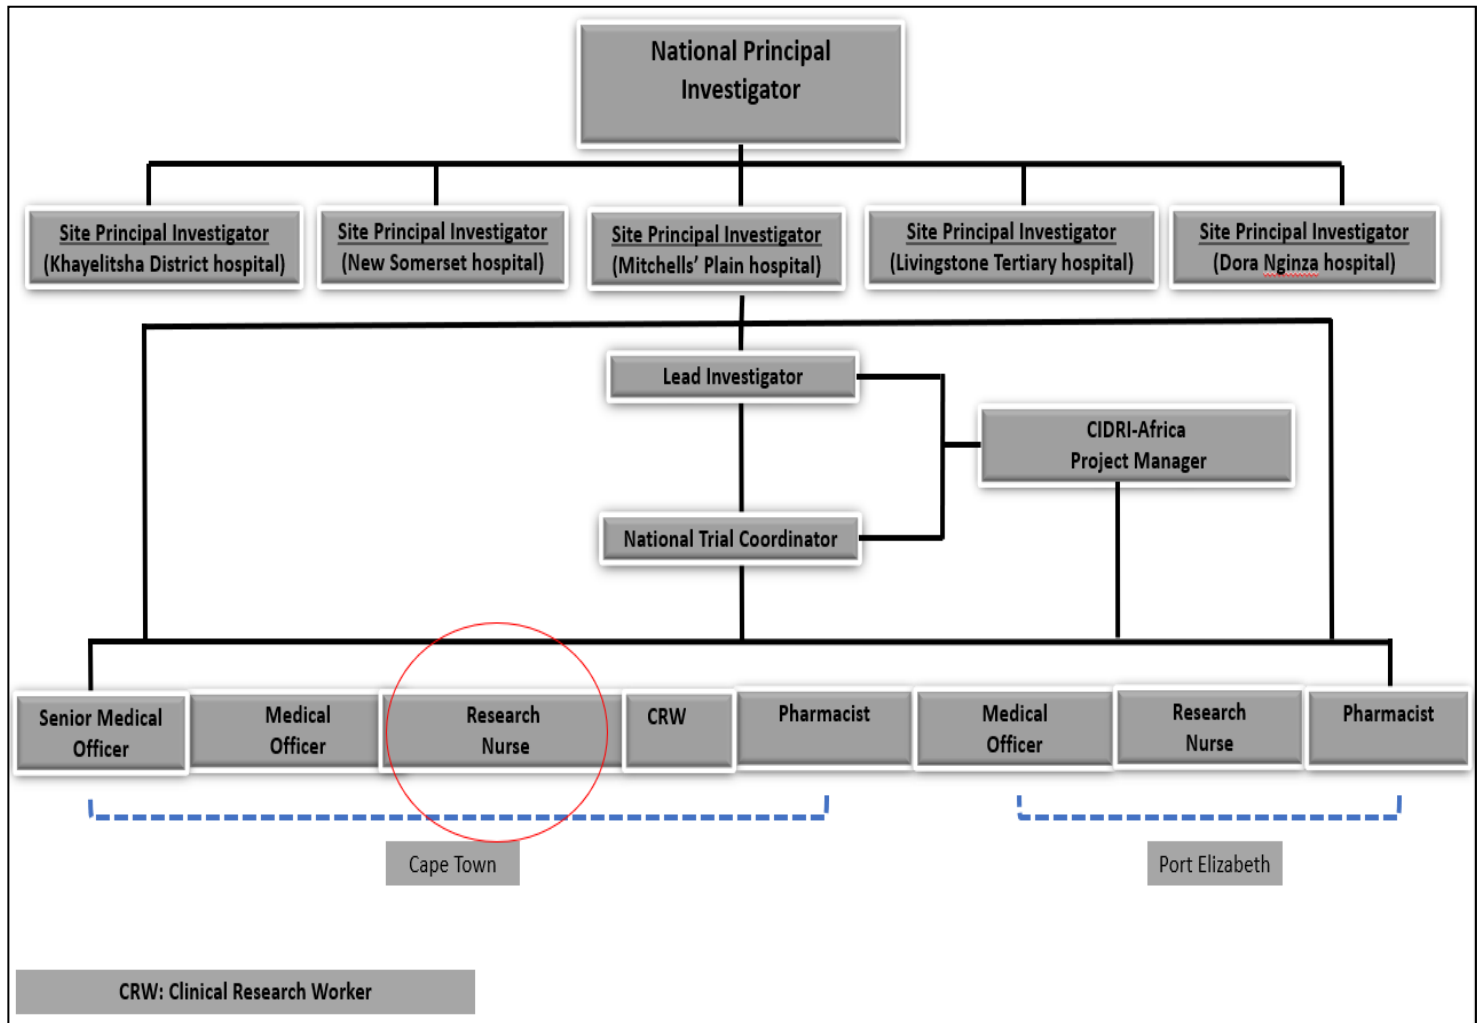 National Principal
Investigator
Site Principal Investigator
(Khayelitsha District hospital)
Site Principal Investigator
(New Somerset hospital)
Site Principal Investigator
(Mitchells’ Plain hospital)
Site Principal Investigator
(Livingstone Tertiary hospital)
Site Principal Investigator
(Dora Nginza hospital)
Lead Investigator
CIDRI-Africa
Project Manager
National Trial Coordinator
Senior Medical
Officer
Medical
Officer
Research
Nurse
CRW
Pharmacist
Medical
Officer
Research
Nurse
Pharmacist
Cape Town
Port Elizabeth
CRW: Clinical Research Worker